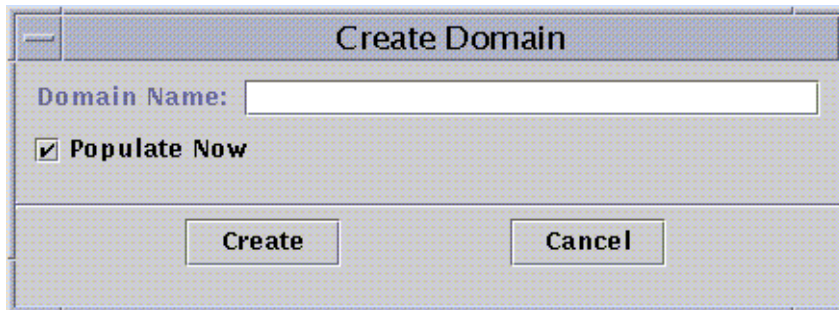 Create Domain
Domain Name:
Populate Now
Create
Cancel